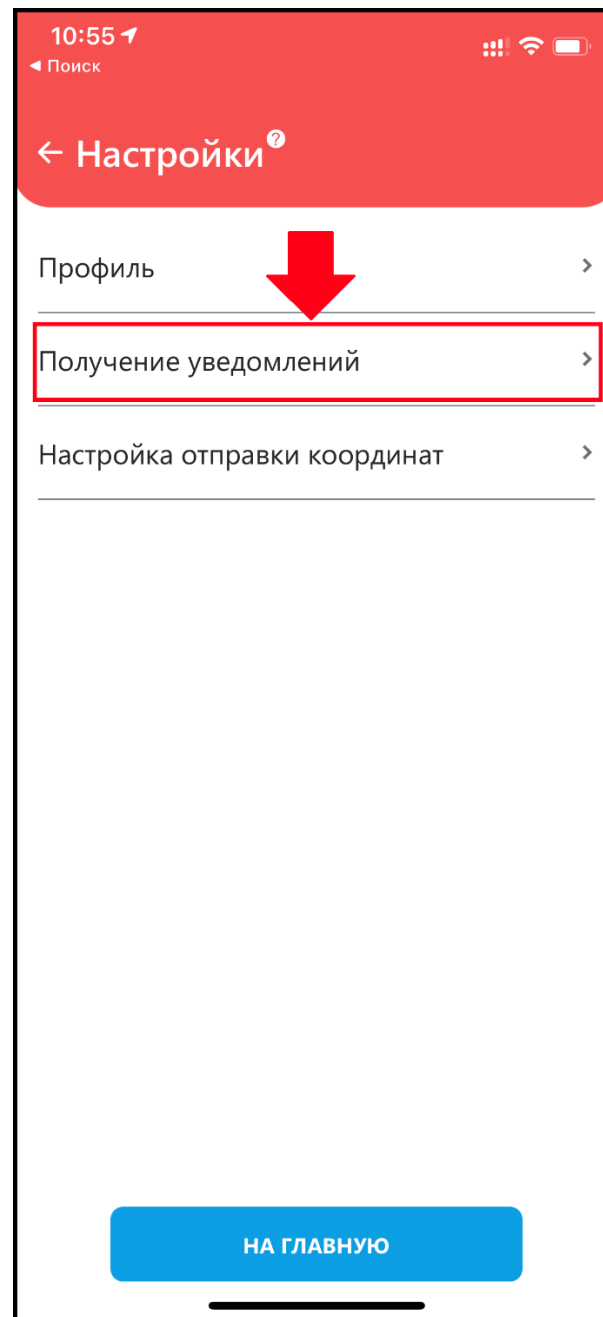 10:55
◀ Поиск
← Настройки ?
Профиль
Получение уведомлений
Настройка отправки координат
НА ГЛАВНУЮ